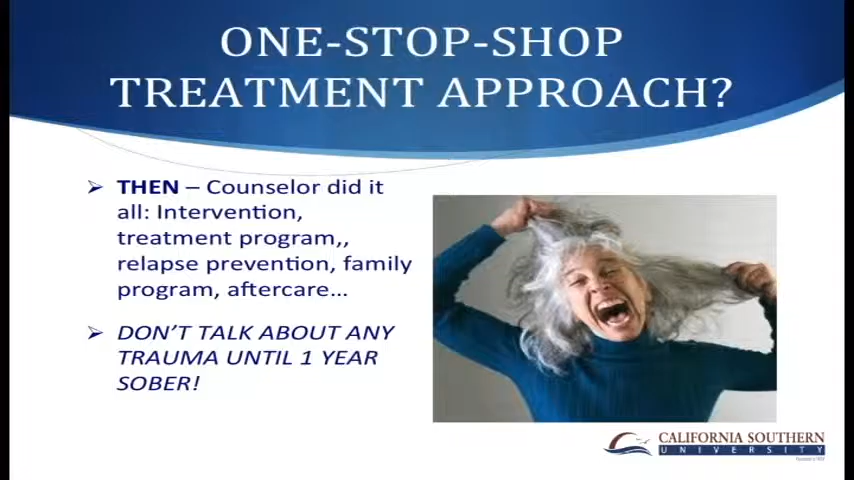 ONE-STOP-SHOP
TREATMENT APPROACH?
➢ THEN – Counselor did it
all: Intervention,
treatment program,,
relapse prevention, family
program, aftercare...
➢ DON'T TALK ABOUT ANY
TRAUMA UNTIL 1 YEAR
SOBER!
CALIFORNIA SOUTHERN
UNIVERSITY